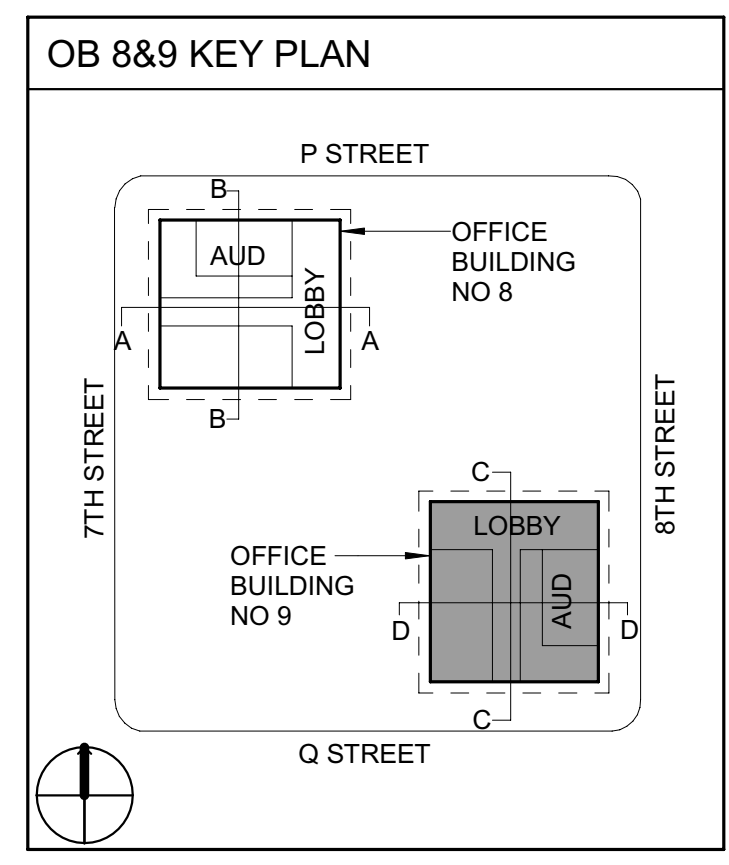 OB 8&9 KEY PLAN
P STREET
B
AUD
OFFICE
BUILDING
NO 8
LOBBY
A
A
B
7TH STREET
8TH STREET
C
LOBBY
OFFICE
BUILDING
NO 9
AUD
D
D
C
Q STREET